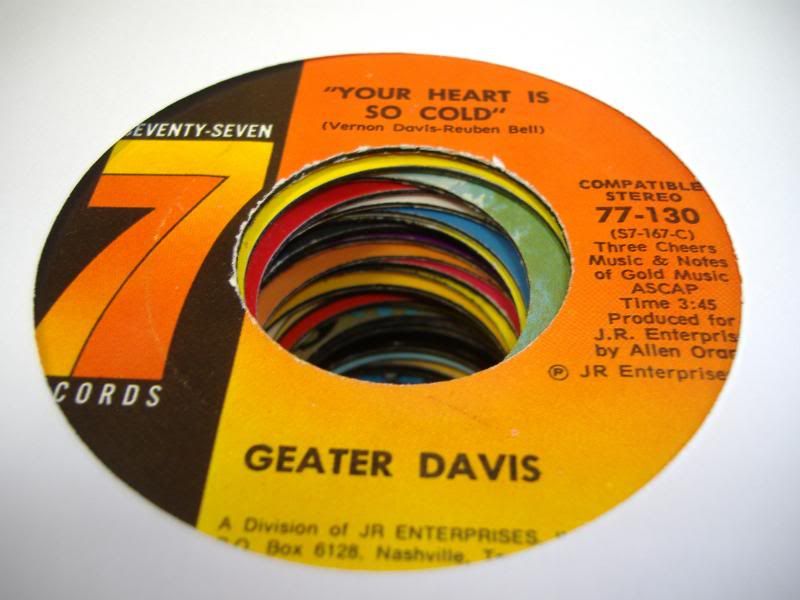 "YOUR HEART IS
SO COLD"
(Vernon Davis-Reuben Bell)
SEVENTY-SEVEN
7
CORDS
COMPATIBLE
STEREO
77-130
(S7-167-C)
Three Cheers
Music & Notes
of Gold Music
ASCAP
Time 3:45
Produced for
J.R. Enterpris
by Allen Orar
℗ JR Enterprise
GEATER DAVIS
A Division of JR ENTERPRISES,
P.O. Box 6128, Nashville,